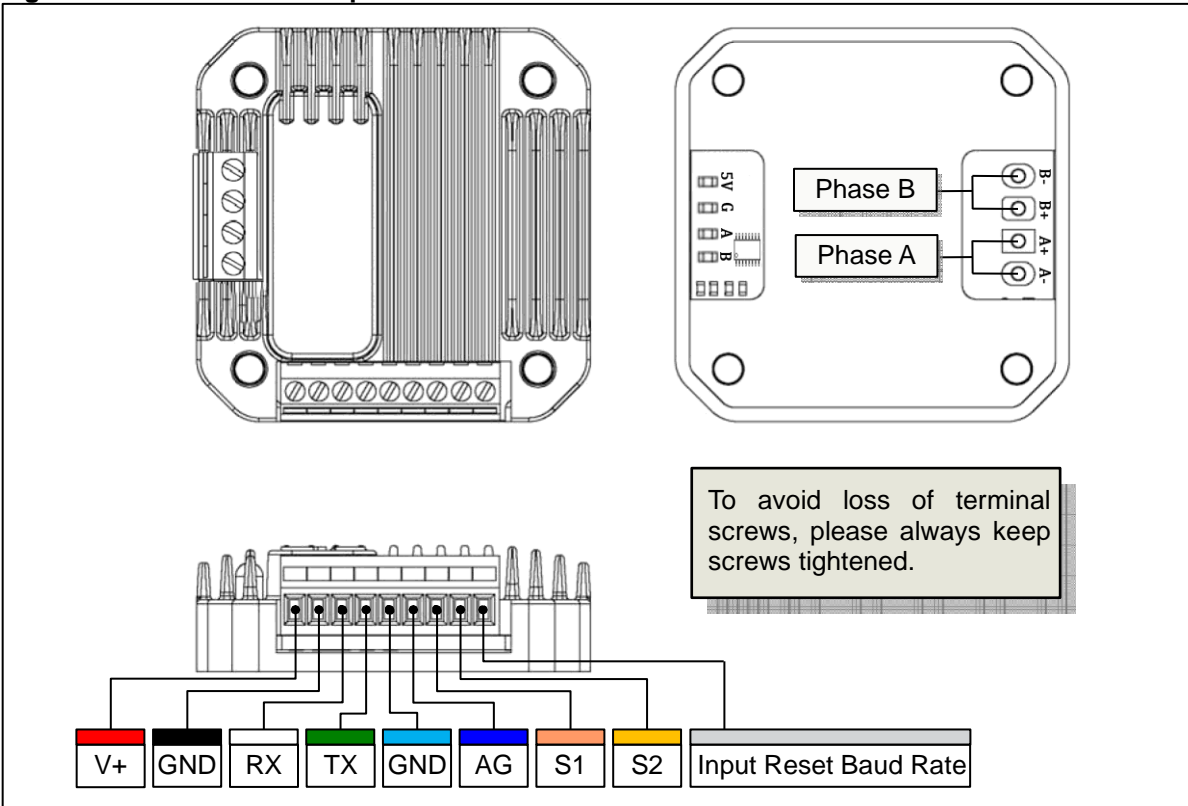 5V
G
A
B
Phase B
Phase A
B-
B+
A+
A-
To avoid loss of terminal
screws, please always keep
screws tightened.
V+ GND RX TX GND AG S1 S2 Input Reset Baud Rate